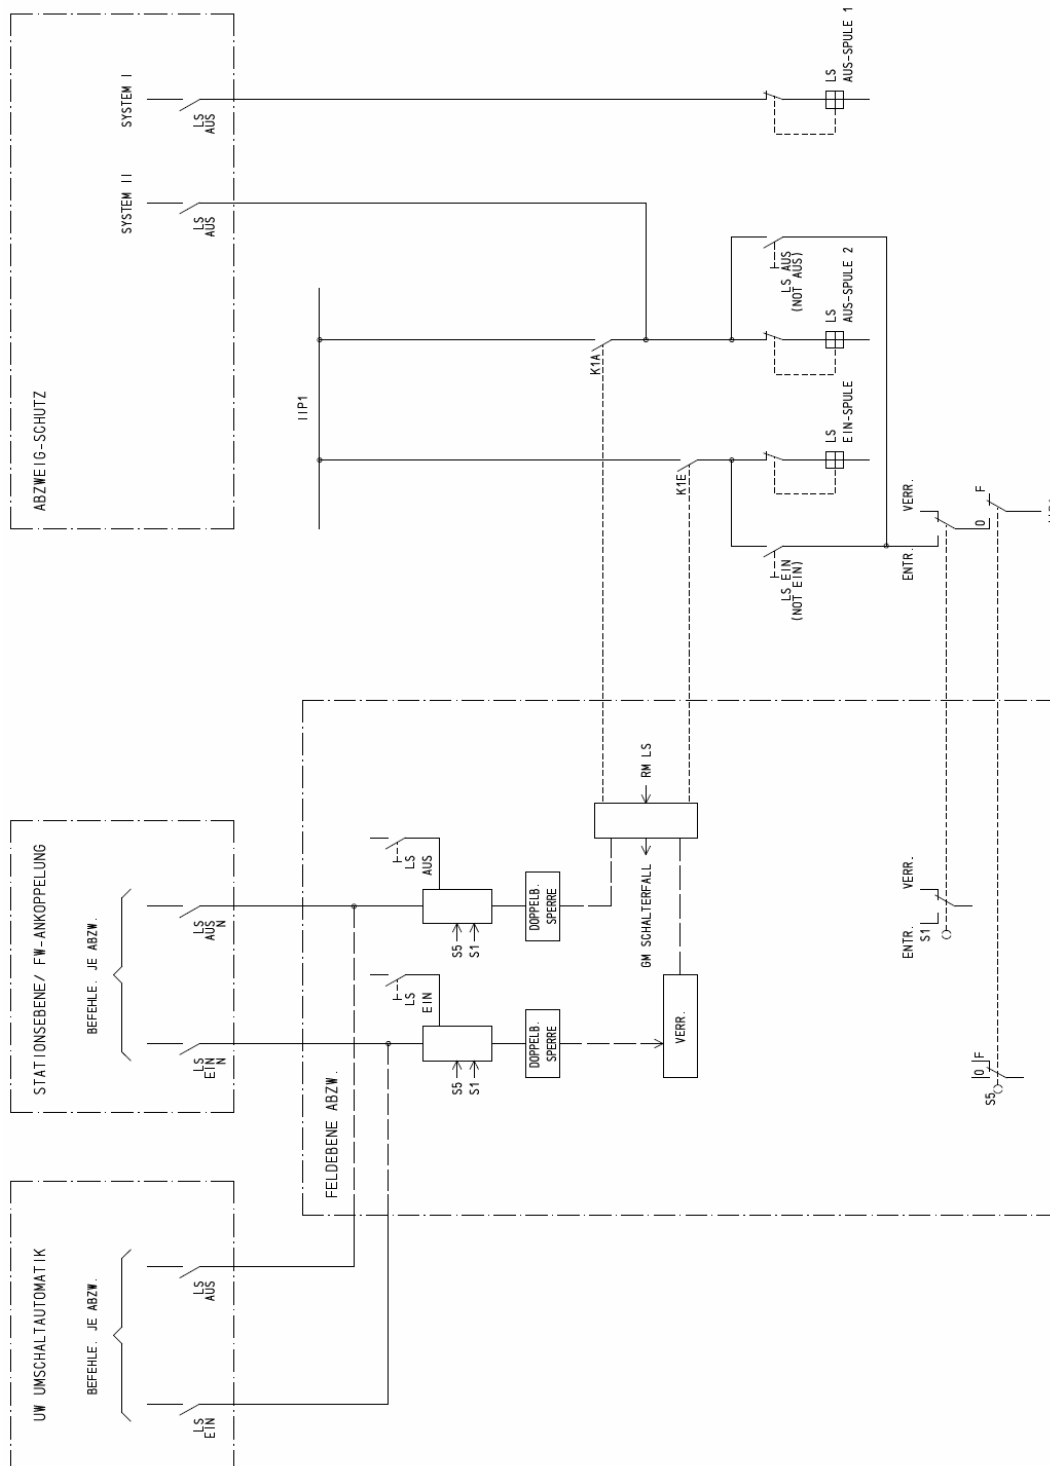 UW UMSCHALTAUTOMATIK
BEFEHLE. JE ABZW.
LS
EIN
LS
AUS
STATIONSEBENE/ FW-ANKOPPELUNG
BEFEHLE. JE ABZW.
LS
EIN
N
LS
AUS
N
ABZWEIG-SCHUTZ
SYSTEM II
SYSTEM I
LS
AUS
LS
AUS
FELDEBENE ABZW.
IIP1
LS
EIN
LS
AUS
S5
S1
S5
S1
DOPPELB.
SPERRE
DOPPELB.
SPERRE
VERR.
GM SCHALTERFALL
RM LS
K1A
K1E
LS EIN
(NOT EIN)
LS AUS
(NOT AUS)
LS
EIN-SPULE
LS
AUS-SPULE 2
LS
AUS-SPULE 1
ENTR.
VERR.
S1
ENTR.
VERR.
S5
O
F
O
F